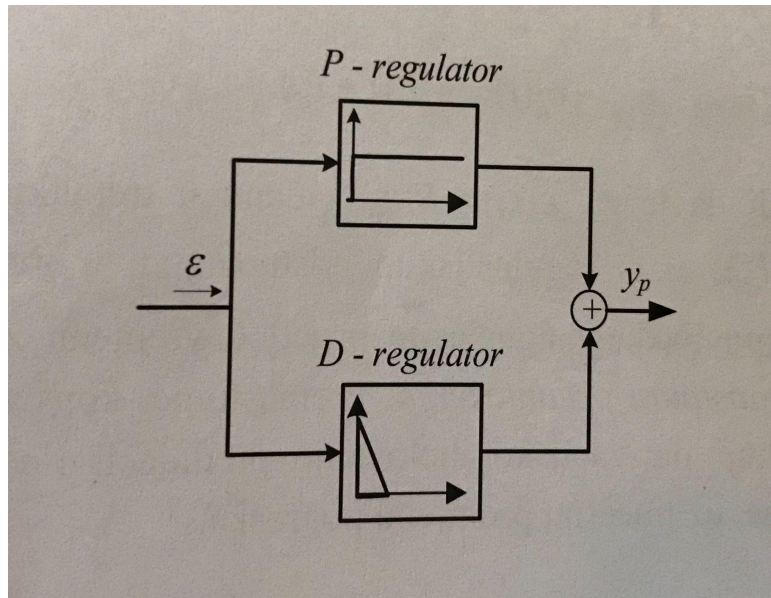 P - regulator
ε
y_p
+
D - regulator